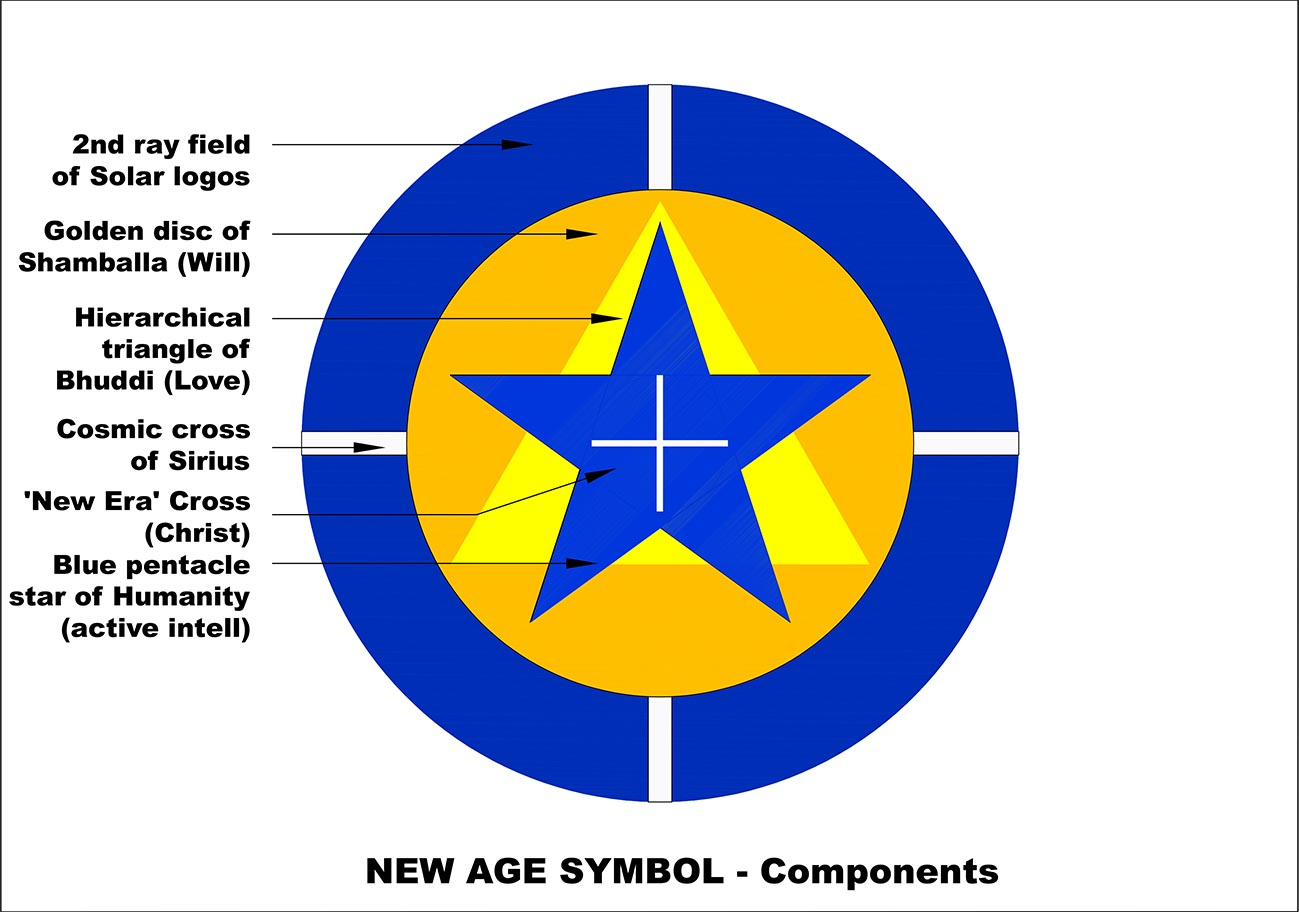 2nd ray field
of Solar logos
Golden disc of
Shamballa (Will)
Hierarchical
triangle of
Bhuddi (Love)
Cosmic cross
of Sirius
'New Era' Cross
(Christ)
Blue pentacle
star of Humanity
(active intell)
NEW AGE SYMBOL - Components